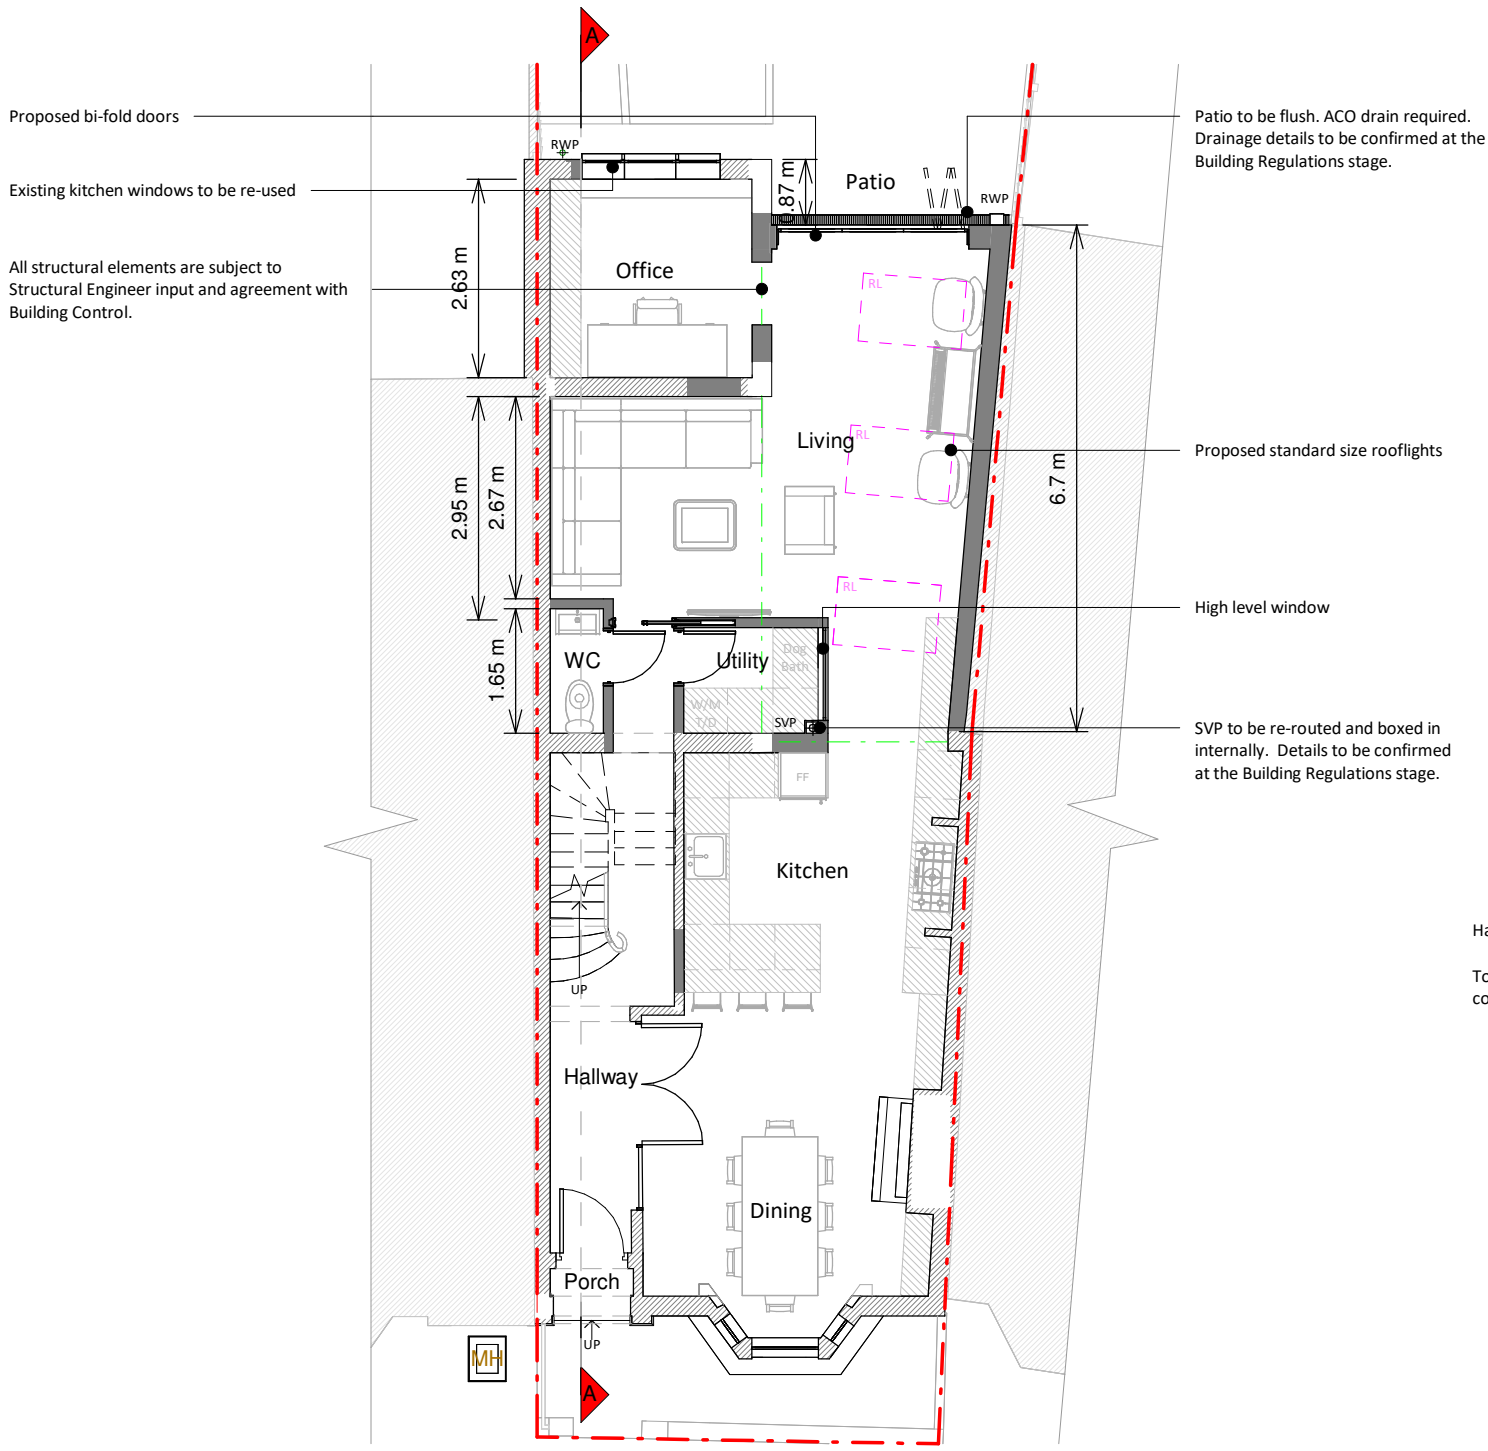 A
Proposed bi-fold doors
Patio to be flush. ACO drain required.
Drainage details to be confirmed at the
Building Regulations stage.
RWP
Existing kitchen windows to be re-used
0.87 m
Patio
RWP
All structural elements are subject to
Structural Engineer input and agreement with
Building Control.
2.63 m
Office
RL
Living
RL
Proposed standard size rooflights
6.7 m
2.95 m
2.67 m
RL
High level window
1.65 m
WC
Utility
Dog
Bath
W/M
T/D
SVP
SVP to be re-routed and boxed in
internally. Details to be confirmed
at the Building Regulations stage.
FF
Kitchen
Ha
To
co
UP
Hallway
Dining
Porch
UP
MH
A